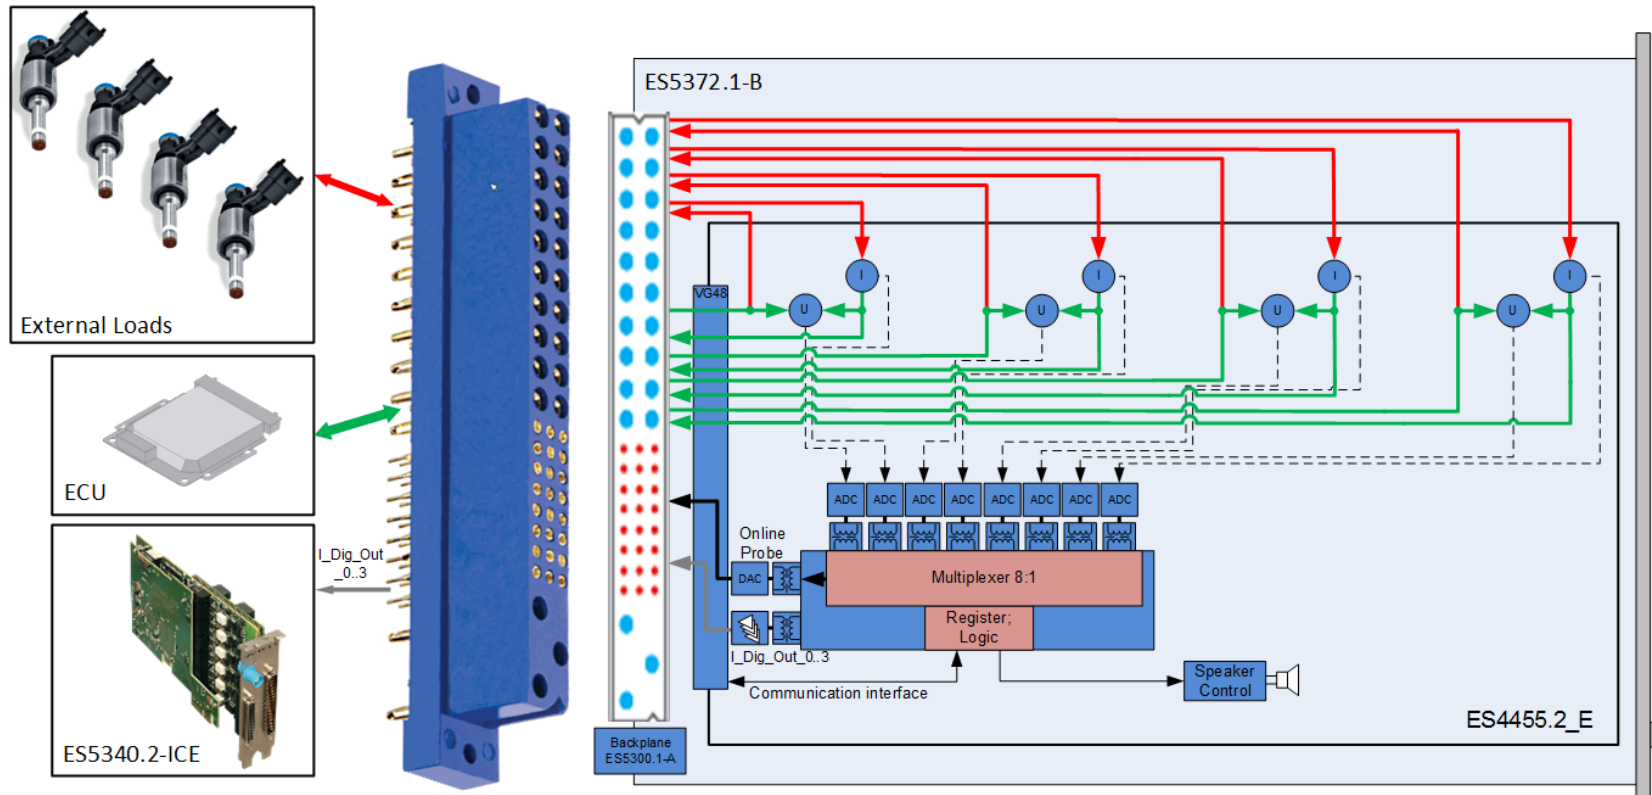 External Loads
ECU
I_Dig_Out
_0..3
ES5340.2-ICE
ES5372.1-B
VG48
I
I
I
I
U
U
U
U
ADC
ADC
ADC
ADC
ADC
ADC
ADC
ADC
Online
Probe
DAC
Multiplexer 8:1
Register;
Logic
I_Dig_Out_0..3
Communication interface
Speaker
Control
ES4455.2_E
Backplane
ES5300.1-A